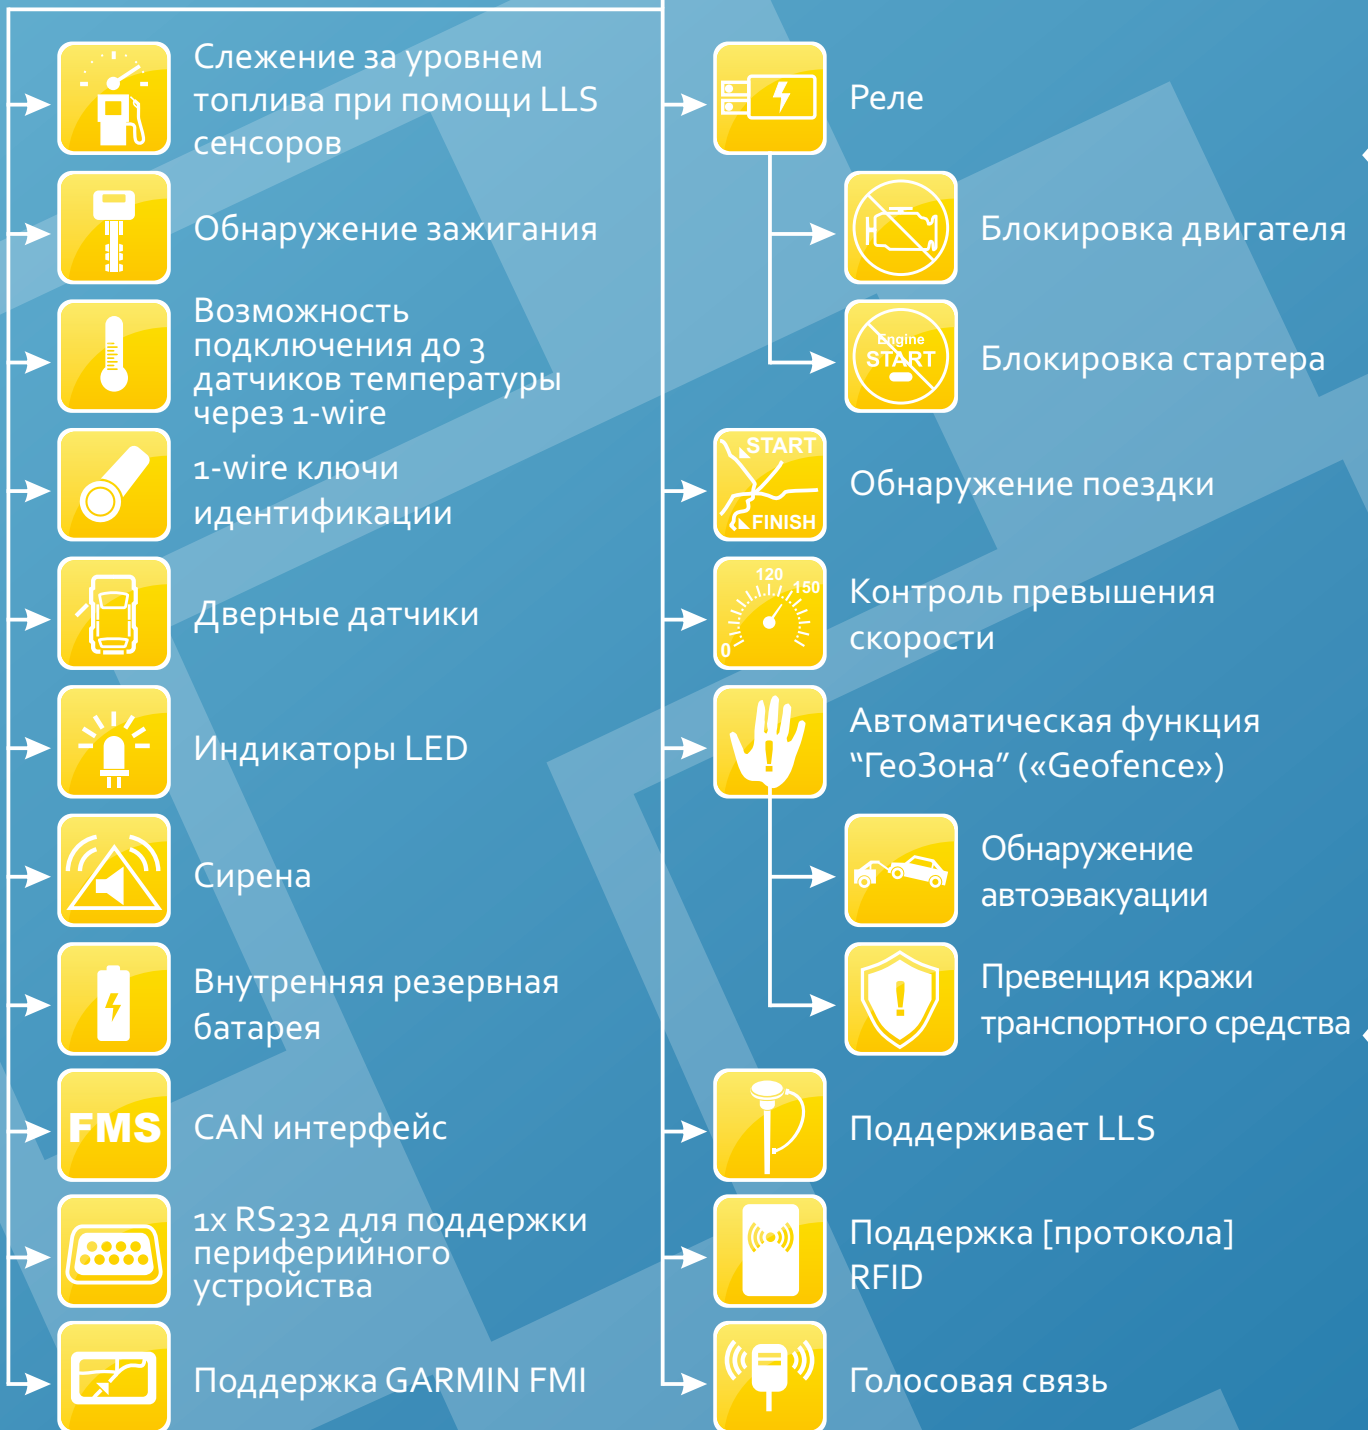 Слежение за уровнем
топлива при помощи LLS
сенсоров
Обнаружение зажигания
Возможность
подключения до 3
датчиков температуры
через 1-wire
1-wire ключи
идентификации
Дверные датчики
Индикаторы LED
Сирена
Внутренняя резервная
батарея
FMS
CAN интерфейс
1x RS232 для поддержки
периферийного
устройства
Поддержка GARMIN FMI
Реле
Блокировка двигателя
Engine
START
Блокировка стартера
START
FINISH
Обнаружение поездки
120
150
0
Контроль превышения
скорости
!
Автоматическая функция
“ГеоЗона” («Geofence»)
Обнаружение
автоэвакуации
!
Превенция кражи
транспортного средства
Поддерживает LLS
Поддержка [протокола]
RFID
Голосовая связь